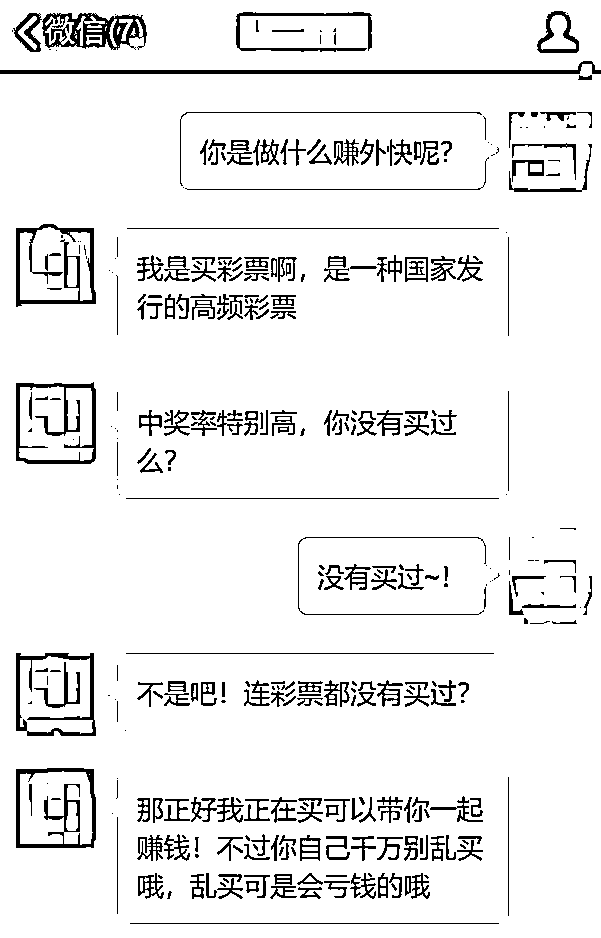 微信(7)
你是做什么赚外快呢？
我是买彩票啊，是一种国家发
行的高频彩票
中奖率特别高，你没有买过
么？
没有买过~！
不是吧！连彩票都没有买过？
那正好我正在买可以带你一起
赚钱！不过你自己千万别乱买
哦，乱买可是会亏钱的哦